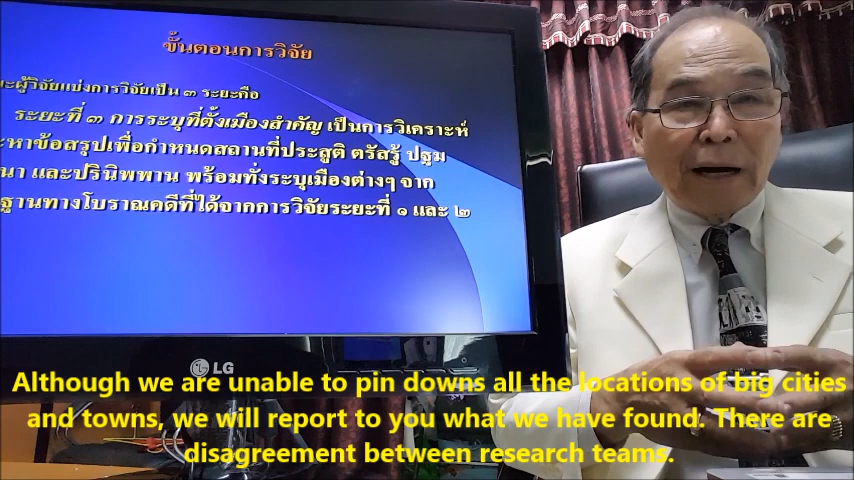 ขั้นตอนการวิจัย
ะผู้วิจัยแบ่งการวิจัยเป็น ๓ ระยะคือ
ระยะที่ ๓ การระบุที่ตั้งเมืองสำคัญ เป็นการวิเคราะห์
ะหาข้อสรุปเพื่อกำหนดสถานที่ประสูติ ตรัสรู้ ปฐม
นา และปรินิพพาน พร้อมทั้งระบุเมืองต่างๆ จาก
ฐานทางโบราณคดีที่ได้จากการวิจัยระยะที่ ๑ และ ๒
LG
Although we are unable to pin downs all the locations of big cities
and towns, we will report to you what we have found. There are
disagreement between research teams.